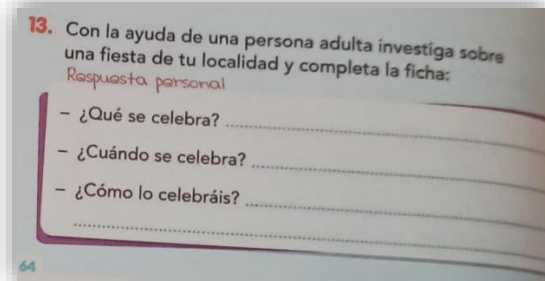 13. Con la ayuda de una persona adulta investiga sobre
una fiesta de tu localidad y completa la ficha:
Respuesta personal
– ¿Qué se celebra?
– ¿Cuándo se celebra?
– ¿Cómo lo celebráis?
64